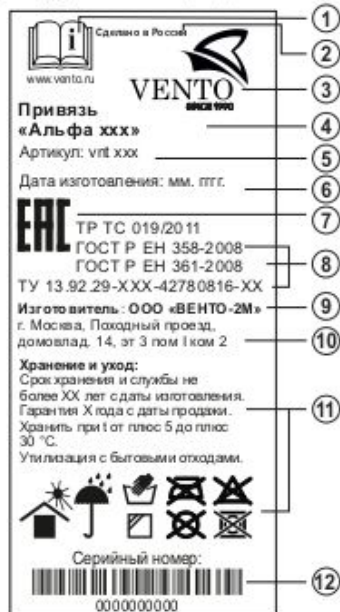 i
Сделано в России
www.vento.ru
VENTO
SINCE 1990
Привязь
«Альфа ххх»
Артикул: vnt xxx
Дата изготовления: мм. гггг.
ЕАС
ТР ТС 019/2011
ГОСТ Р ЕН 358-2008
ГОСТ Р ЕН 361-2008
ТУ 13.92.29-ХХХ-42780816-ХХ
Изготовитель: ООО «ВЕНТО-2М»
г. Москва, Походный проезд,
домовлад. 14, эт 3 пом I ком 2
Хранение и уход:
Срок хранения и службы не
более ХХ лет с даты изготовления.
Гарантия Х года с даты продажи.
Хранить при t от плюс 5 до плюс
30 °С.
Утилизация с бытовыми отходами.
Серийный номер:
0000000000
1
2
3
4
5
6
7
8
9
10
11
12